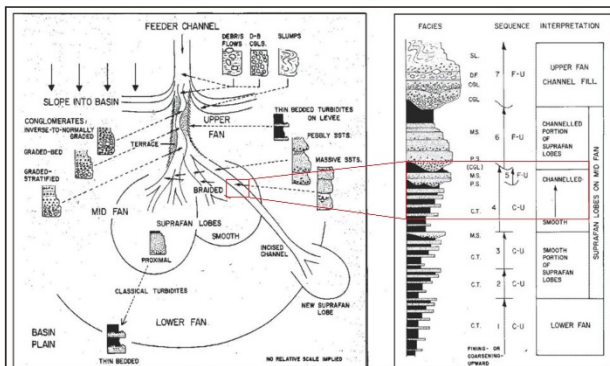 FEEDER CHANNEL
DEBRIS FLOWS
D-B CGLS.
SLUMPS
SLOPE INTO BASIN
CONGLOMERATES:
INVERSE-TO-NORMALLY
GRADED
GRADED-BED
GRADED-
STRATIFIED
TERRACE
UPPER
FAN
THIN BEDDED TURBIDITES
ON LEVEE
PEBBLY SSTS.
MASSIVE SSTS.
MID FAN
BRAIDED
SUPRAFAN LOBES
SMOOTH
PROXIMAL
INCISED
CHANNEL
CLASSICAL TURBIDITES
NEW SUPRAFAN
LOBE
LOWER FAN
BASIN
PLAIN
THIN BEDDED
NO RELATIVE SCALE IMPLIED
FACIES SEQUENCE INTERPRETATION
SL.
D.F.
CGL.
CGL.
7 F-U
UPPER FAN
CHANNEL FILL
M.S.
P.S.
6 F-U
CHANNELLED
PORTION
OF
SUPRAFAN
LOBES
(CGL)
M.S.
P.S.
5 F-U
C.T.
4 C-U
CHANNELLED
SMOOTH
M.S.
C.T.
3 C-U
C.T.
2 C-U
SMOOTH
PORTION
OF
SUPRAFAN
LOBES
SUPRAFAN LOBES ON MID FAN
C.T.
1 C-U
LOWER FAN
FINING- OR
COARSENING-
UPWARD